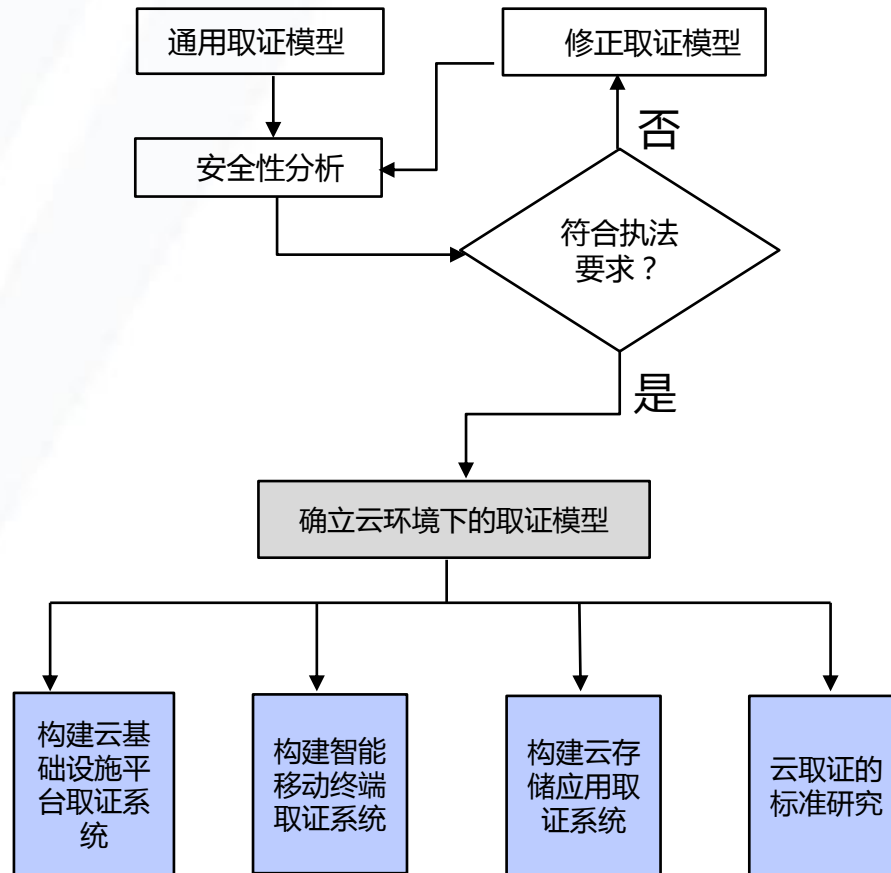 通用取证模型
修正取证模型
安全性分析
否
符合执法
要求？
是
确立云环境下的取证模型
构建云基
础设施平
台取证系
统
构建智能
移动终端
取证系统
构建云存
储应用取
证系统
云取证的
标准研究